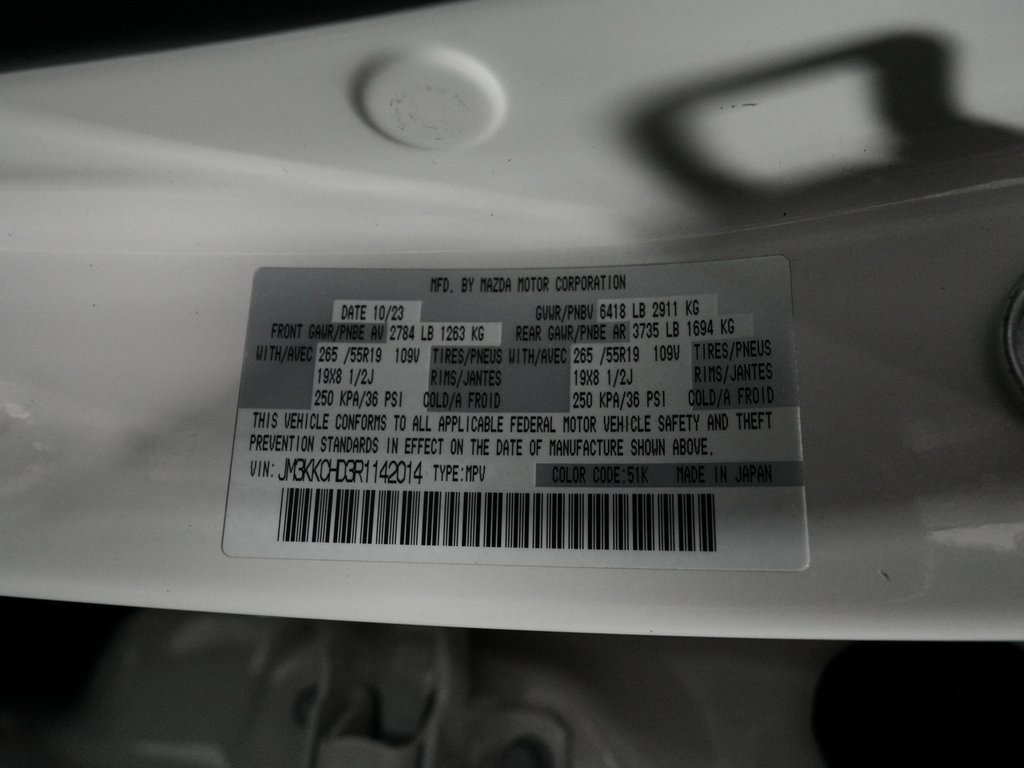 MFD. BY MAZDA MOTOR CORPORATION
DATE 10/23 GVWR/PNBV 6418 LB 2911 KG
FRONT GAWR/PNBE AV 2784 LB 1263 KG REAR GAWR/PNBE AR 3735 LB 1694 KG
WITH/AVEC 265 /55R19 109V TIRES/PNEUS WITH/AVEC 265 /55R19 109V TIRES/PNEUS
19X8 1/2J RIMS/JANTES 19X8 1/2J RIMS/JANTES
250 KPA/36 PSI COLD/A FROID 250 KPA/36 PSI COLD/A FROID
THIS VEHICLE CONFORMS TO ALL APPLICABLE FEDERAL MOTOR VEHICLE SAFETY AND THEFT
PREVENTION STANDARDS IN EFFECT ON THE DATE OF MANUFACTURE SHOWN ABOVE.
VIN: JM3KKCHD3R1142014 TYPE:MPV COLOR CODE:51K MADE IN JAPAN